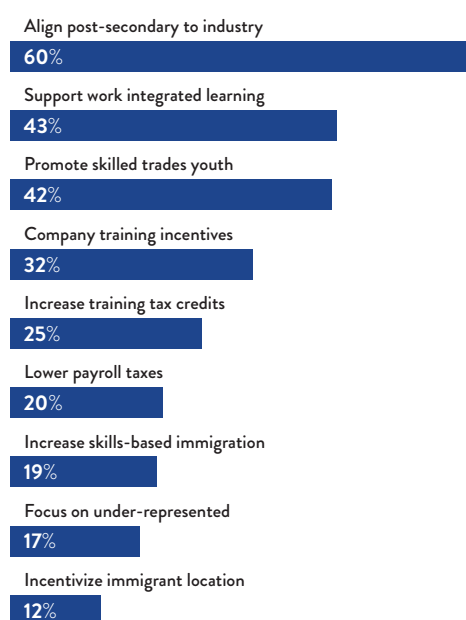 Align post-secondary to industry
60%
Support work integrated learning
43%
Promote skilled trades youth
42%
Company training incentives
32%
Increase training tax credits
25%
Lower payroll taxes
20%
Increase skills-based immigration
19%
Focus on under-represented
17%
Incentivize immigrant location
12%